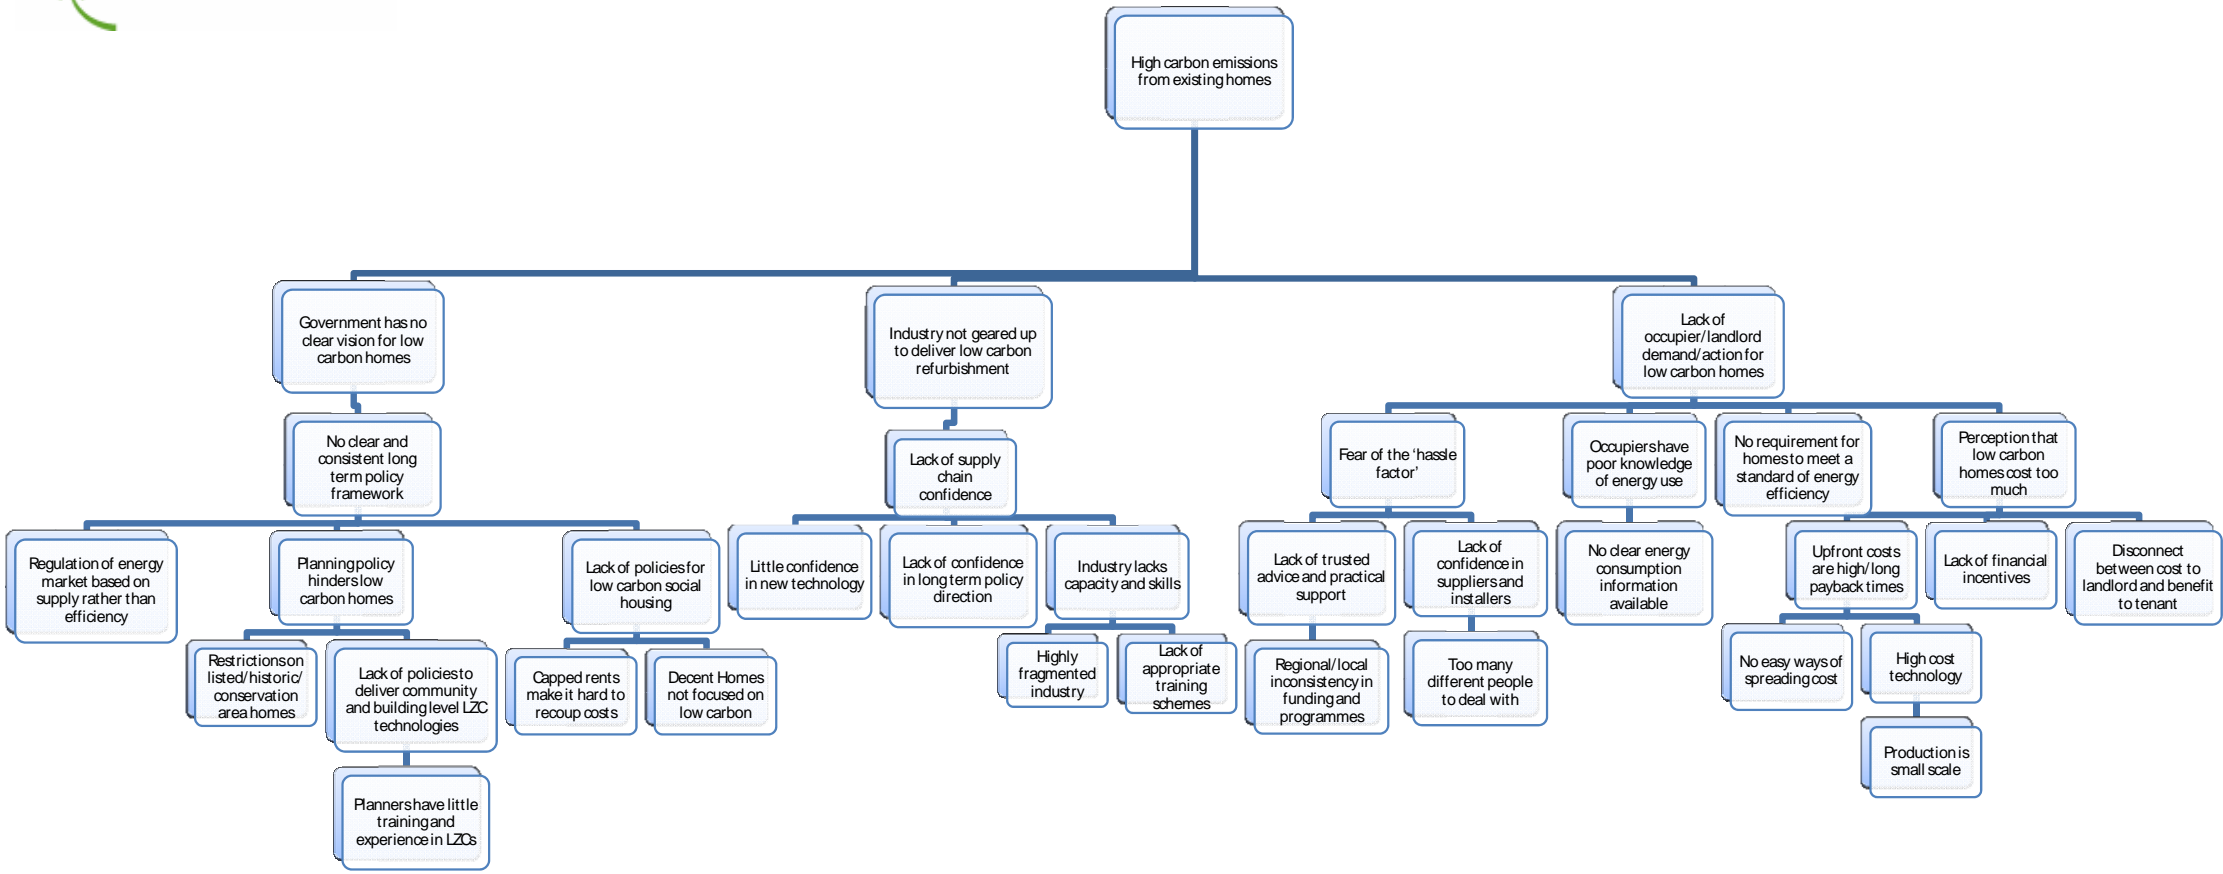 High carbon emissions
from existing homes
Government has no
clear vision for low
carbon homes
Industry not geared up
to deliver low carbon
refurbishment
Lack of
occupier/landlord
demand/action for
low carbon homes
No clear and
consistent long
term policy
framework
Lack of supply
chain
confidence
Fear of the ‘hassle
factor’
Occupiers have
poor knowledge
of energy use
No requirement for
homes to meet a
standard of energy
efficiency
Perception that
low carbon
homes cost too
much
Regulation of energy
market based on
supply rather than
efficiency
Planning policy
hinders low
carbon homes
Lack of policies for
low carbon social
housing
Little confidence
in new technology
Lack of confidence
in long term policy
direction
Industry lacks
capacity and skills
Lack of trusted
advice and practical
support
Lack of
confidence in
suppliers and
installers
No clear energy
consumption
information
available
Upfront costs
are high/long
payback times
Lack of financial
incentives
Disconnect
between cost to
landlord and benefit
to tenant
Restrictions on
listed/historic/
conservation
area homes
Lack of policies to
deliver community
and building level LZC
technologies
Capped rents
make it hard to
recoup costs
Decent Homes
not focused on
low carbon
Highly
fragmented
industry
Lack of
appropriate
training
schemes
Regional/local
inconsistency in
funding and
programmes
Too many
different people
to deal with
No easy ways of
spreading cost
High cost
technology
Planners have little
training and
experience in LZCs
Production is
small scale